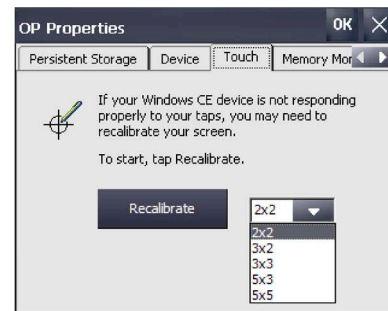 OP Properties OK
Persistent Storage Device Touch Memory Mor
If your Windows CE device is not responding
properly to your taps, you may need to
recalibrate your screen.
To start, tap Recalibrate.
Recalibrate 2x2
2x2
3x2
3x3
5x3
5x5